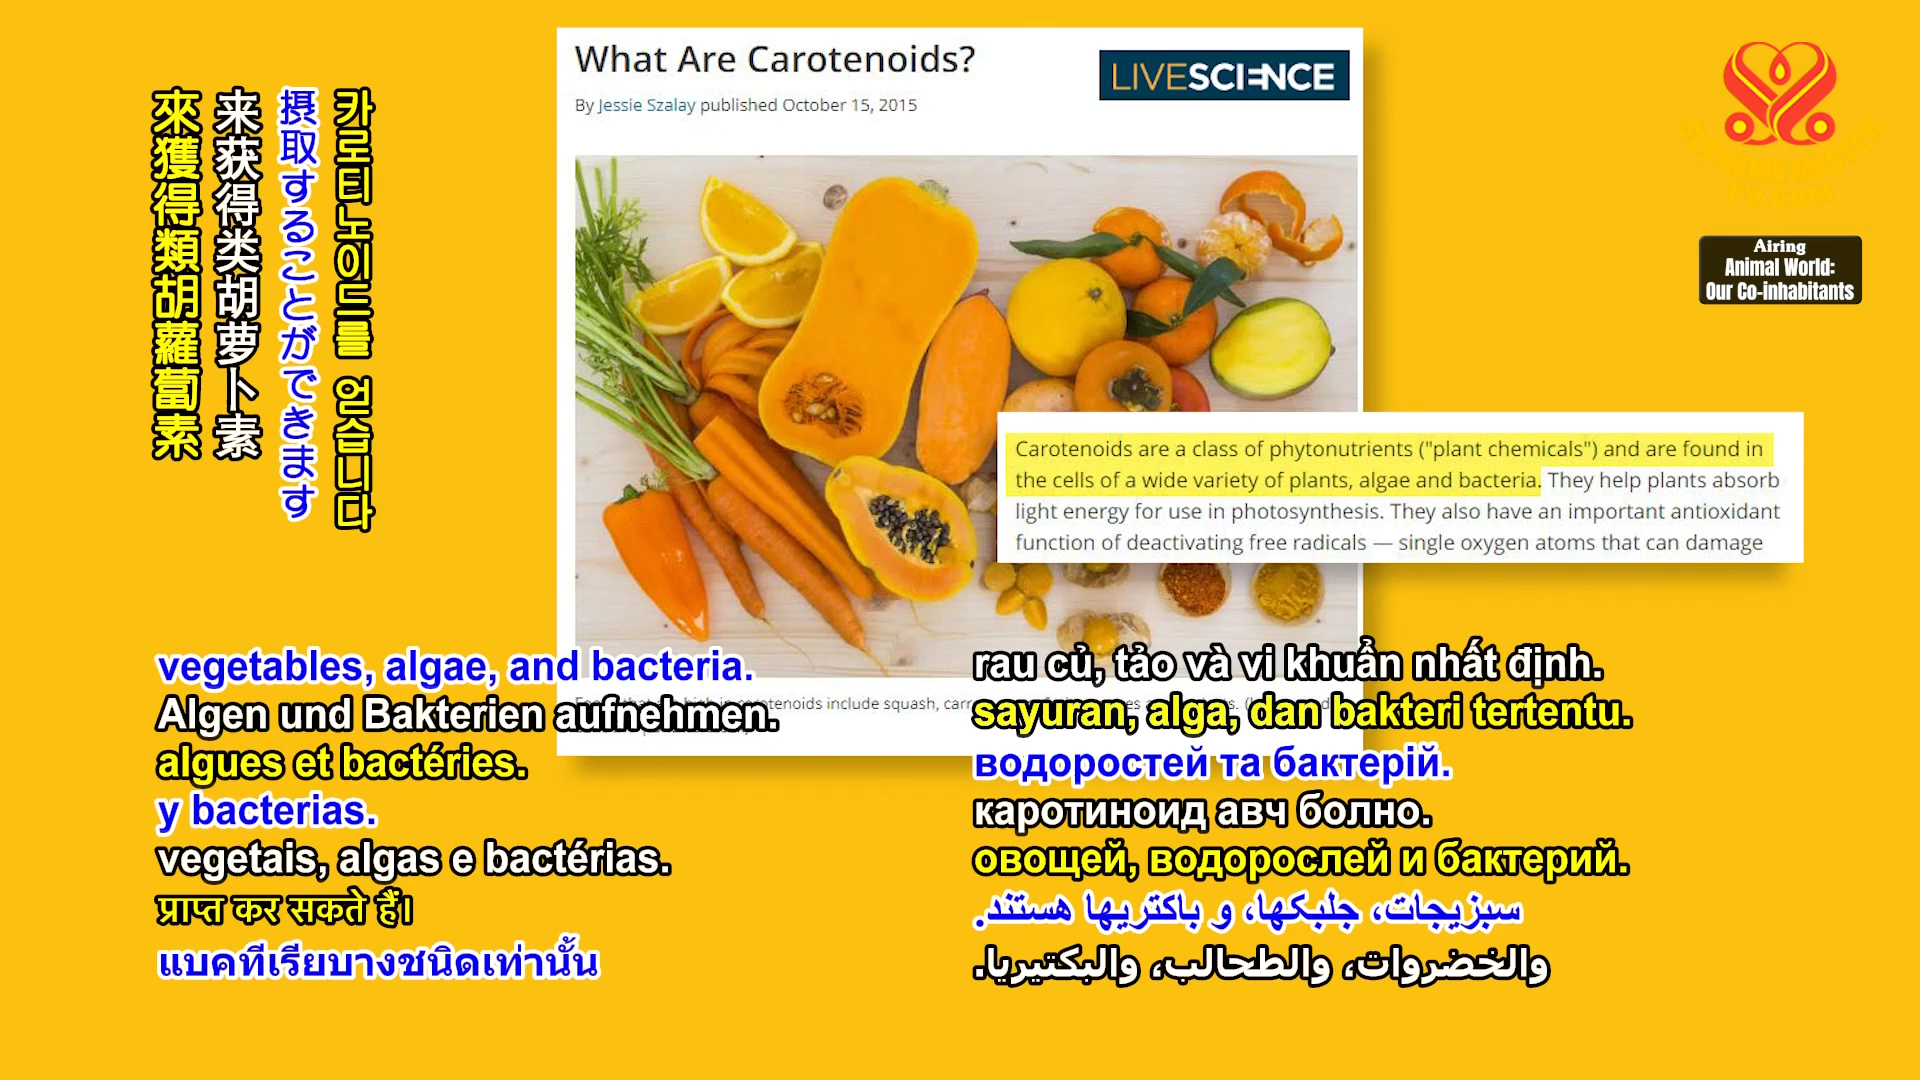 What Are Carotenoids?
LIVESCIENCE
By Jessie Szalay published October 15, 2015
來獲得類胡蘿蔔素
来获得类胡萝卜素
摂取することができます
카로티노이드를 얻습니다
Airing
Animal World:
Our Co-inhabitants
Carotenoids are a class of phytonutrients ("plant chemicals") and are found in
the cells of a wide variety of plants, algae and bacteria. They help plants absorb
light energy for use in photosynthesis. They also have an important antioxidant
function of deactivating free radicals — single oxygen atoms that can damage
carotenoids include squash,
vegetables, algae, and bacteria.
Algen und Bakterien aufnehmen.
algues et bactéries.
y bacterias.
vegetais, algas e bactérias.
प्राप्त कर सकते हैं।
แบคทีเรียบางชนิดเท่านั้น
rau củ, tảo và vi khuẩn nhất định.
sayuran, alga, dan bakteri tertentu.
водоростей та бактерій.
каротиноид авч болно.
овощей, водорослей и бактерий.
سبزیجات، جلبکها، و باکتریها هستند.
والخضروات، والطحالب، والبكتيريا.